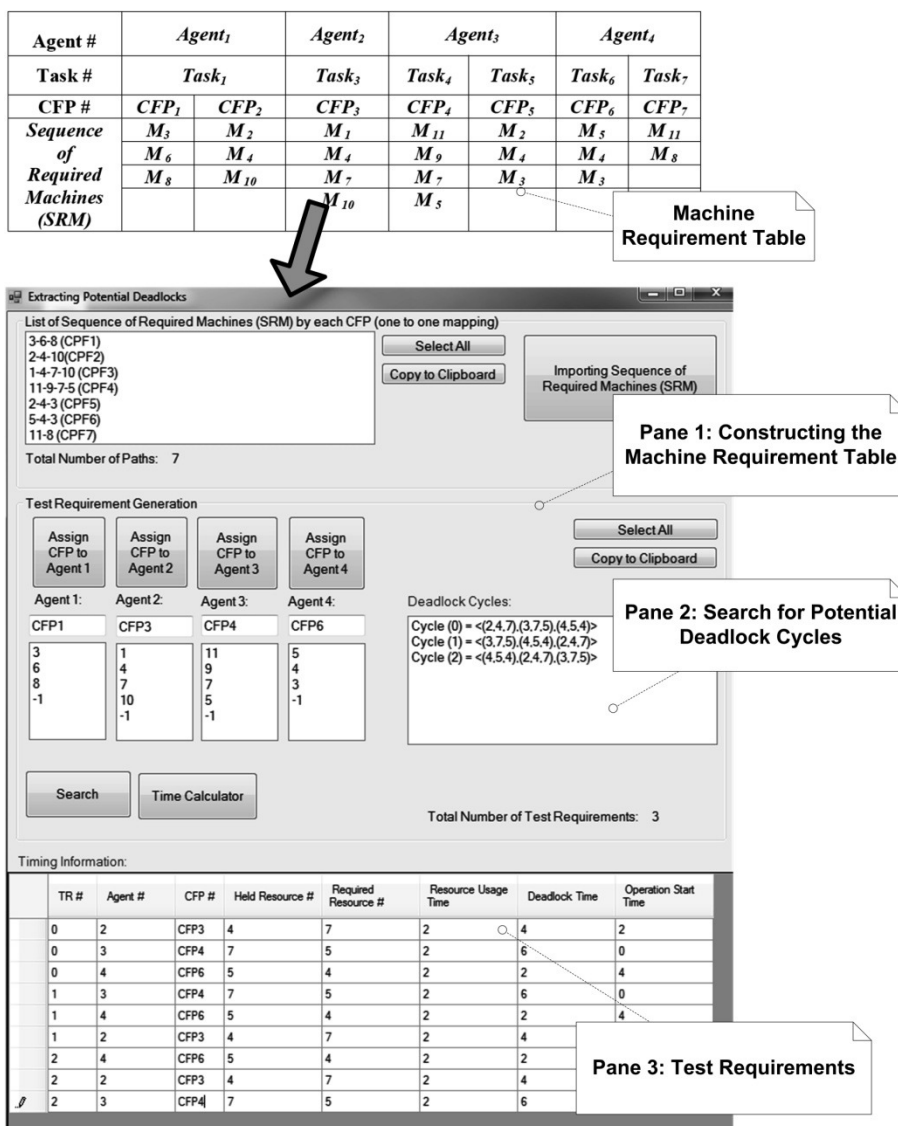 Agent # Agent₁ Agent₂ Agent₃ Agent₄
Task # Task₁ Task₃ Task₄ Task₅ Task₆ Task₇
CFP # CFP₁ CFP₂ CFP₃ CFP₄ CFP₅ CFP₆ CFP₇
Sequence of Required Machines (SRM)
M₃ M₂ M₁ M₁₁ M₂ M₅ M₁₁
M₆ M₄ M₄ M₉ M₄ M₄ M₈
M₈ M₁₀ M₇ M₇ M₃ M₃
M₁₀ M₅
Machine
Requirement Table
Extracting Potential Deadlocks
List of Sequence of Required Machines (SRM) by each CFP (one to one mapping)
3-6-8 (CPF1)
2-4-10(CPF2)
1-4-7-10 (CPF3)
11-9-7-5 (CPF4)
2-4-3 (CPF5)
5-4-3 (CPF6)
11-8 (CPF7)
Select All
Copy to Clipboard
Importing Sequence of
Required Machines (SRM)
Total Number of Paths: 7
Pane 1: Constructing the
Machine Requirement Table
Test Requirement Generation
Assign CFP to Agent 1
Assign CFP to Agent 2
Assign CFP to Agent 3
Assign CFP to Agent 4
Select All
Copy to Clipboard
Agent 1: Agent 2: Agent 3: Agent 4:
CFP1 CFP3 CFP4 CFP6
3 1 11 5
6 4 9 4
8 7 7 3
-1 10 5 -1
-1 -1
Deadlock Cycles:
Cycle (0) = <(2,4,7),(3,7,5),(4,5,4)>
Cycle (1) = <(3,7,5),(4,5,4),(2,4,7)>
Cycle (2) = <(4,5,4),(2,4,7),(3,7,5)>
Pane 2: Search for Potential
Deadlock Cycles
Search
Time Calculator
Total Number of Test Requirements: 3
Timing Information:
TR # Agent # CFP # Held Resource # Required Resource # Resource Usage Time Deadlock Time Operation Start Time
0 2 CFP3 4 7 2 4 2
0 3 CFP4 7 5 2 6 0
0 4 CFP6 5 4 2 2 4
1 3 CFP4 7 5 2 6 0
1 4 CFP6 5 4 2 2 4
1 2 CFP3 4 7 2 4
2 4 CFP6 5 4 2 2
2 2 CFP3 4 7 2 4
2 3 CFP4 7 5 2 6
Pane 3: Test Requirements